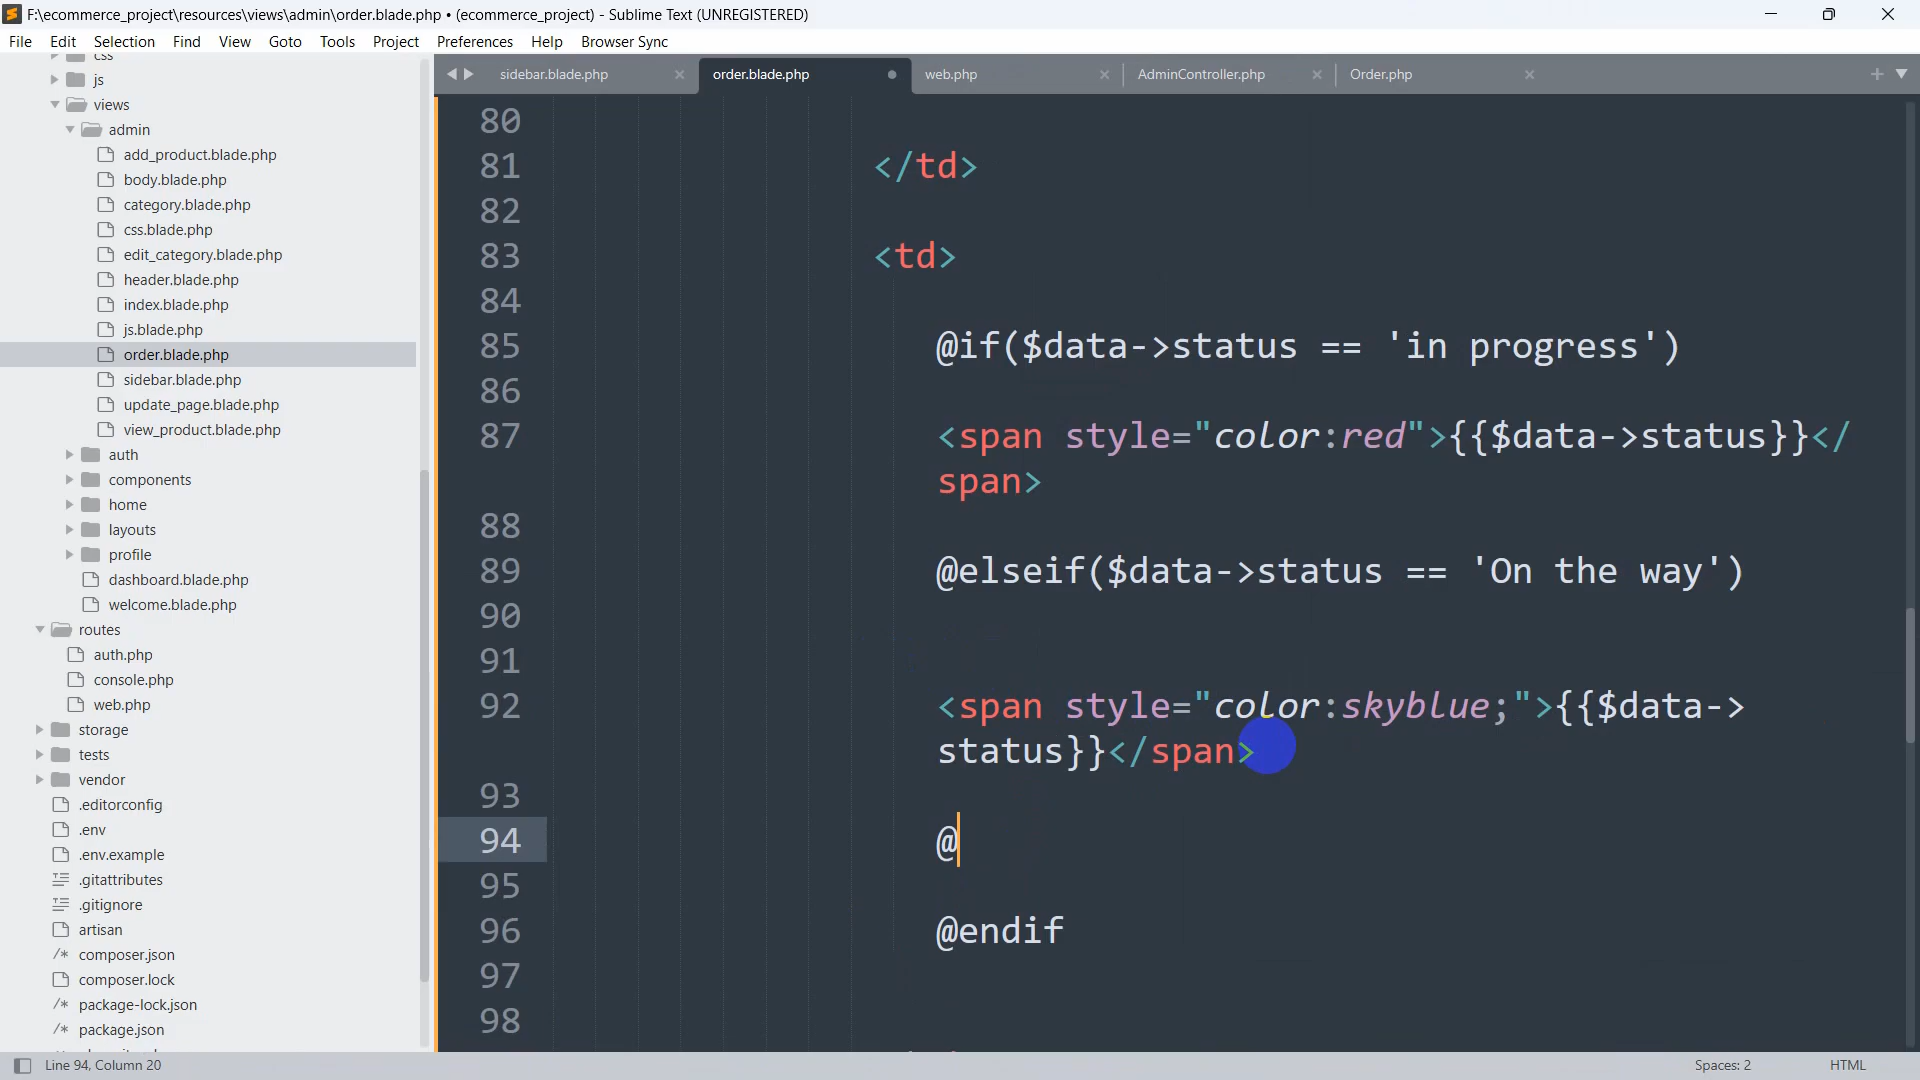 F:\ecommerce_project\resources\views\admin\order.blade.php • (ecommerce_project) - Sublime Text (UNREGISTERED)
File Edit Selection Find View Goto Tools Project Preferences Help Browser Sync
css
js
views
admin
add_product.blade.php
body.blade.php
category.blade.php
css.blade.php
edit_category.blade.php
header.blade.php
index.blade.php
js.blade.php
order.blade.php
sidebar.blade.php
update_page.blade.php
view_product.blade.php
auth
components
home
layouts
profile
dashboard.blade.php
welcome.blade.php
routes
auth.php
console.php
web.php
storage
tests
vendor
.editorconfig
.env
.env.example
.gitattributes
.gitignore
artisan
composer.json
composer.lock
package-lock.json
package.json
sidebar.blade.php order.blade.php web.php AdminController.php Order.php
80
81 </td>
82
83 <td>
84
85 @if($data->status == 'in progress')
86
87 <span style="color:red">{{$data->status}}</
span>
88
89 @elseif($data->status == 'On the way')
90
91
92 <span style="color:skyblue;">{{$data->
status}}</span>
93
94 @
95
96 @endif
97
98
Line 94, Column 20 Spaces: 2 HTML